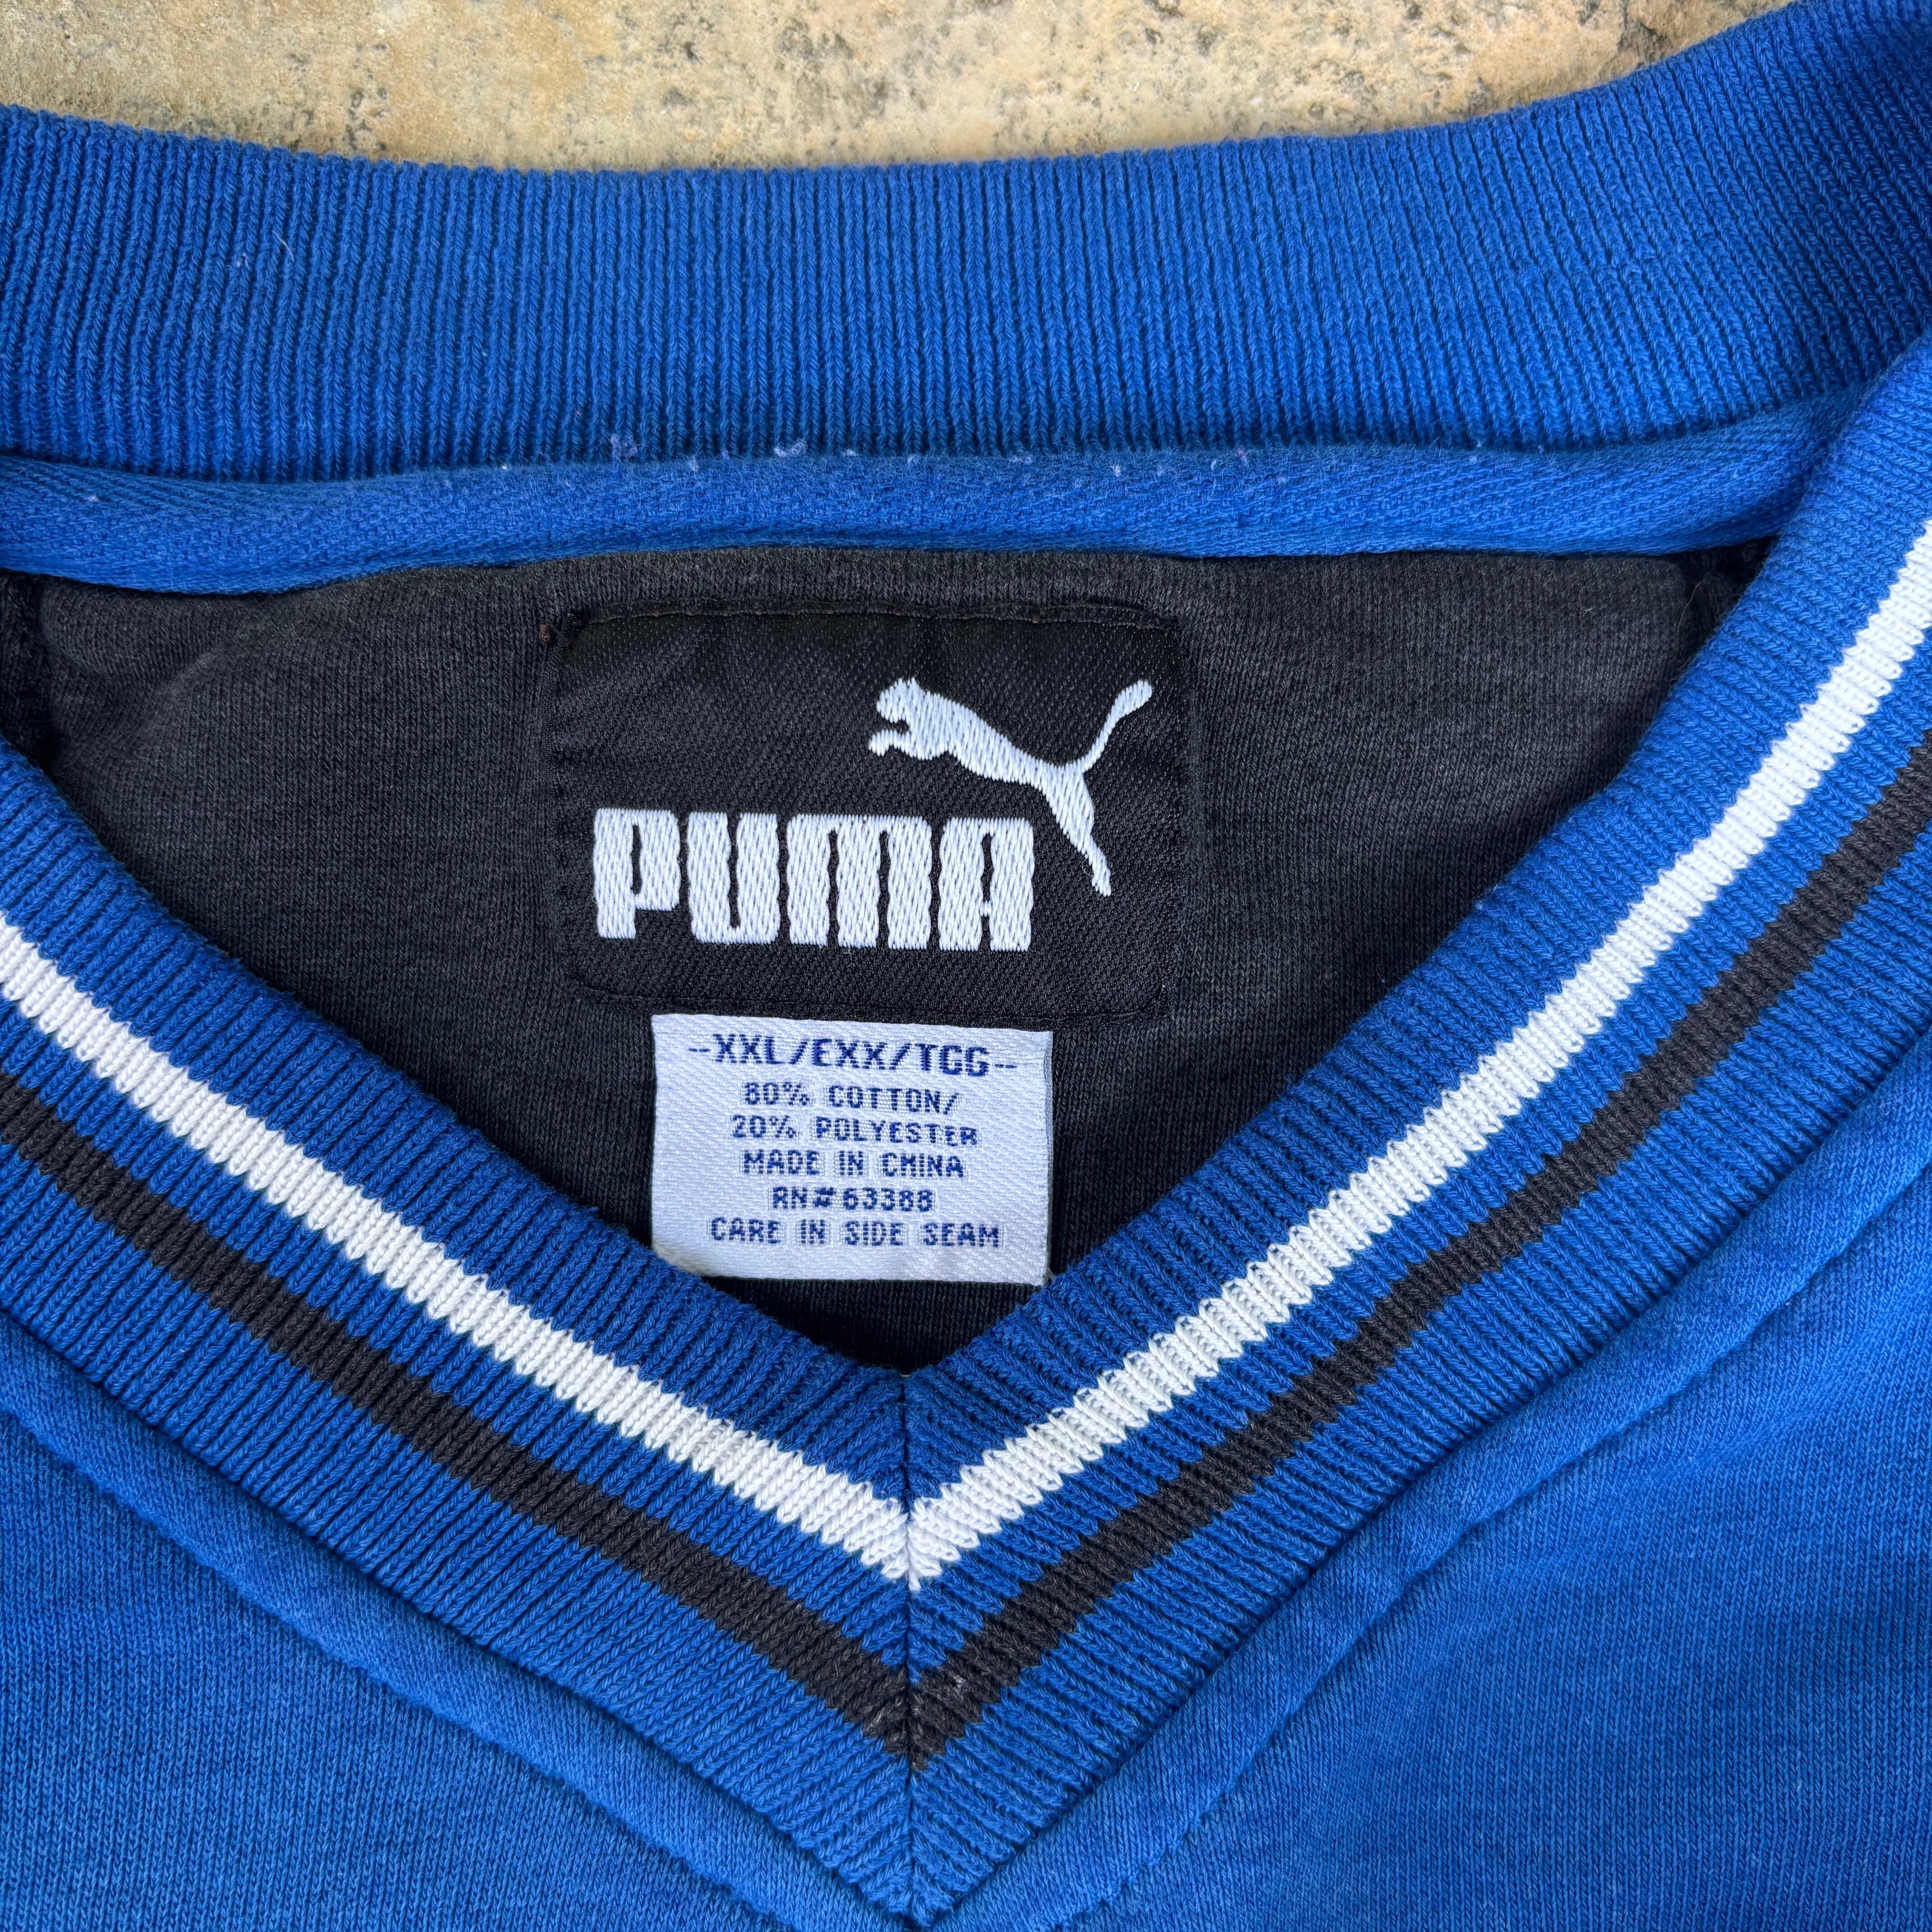 PUMA
--XXL/EXX/TGG--
80% COTTON/
20% POLYESTER
MADE IN CHINA
RN#63388
CARE IN SIDE SEAM